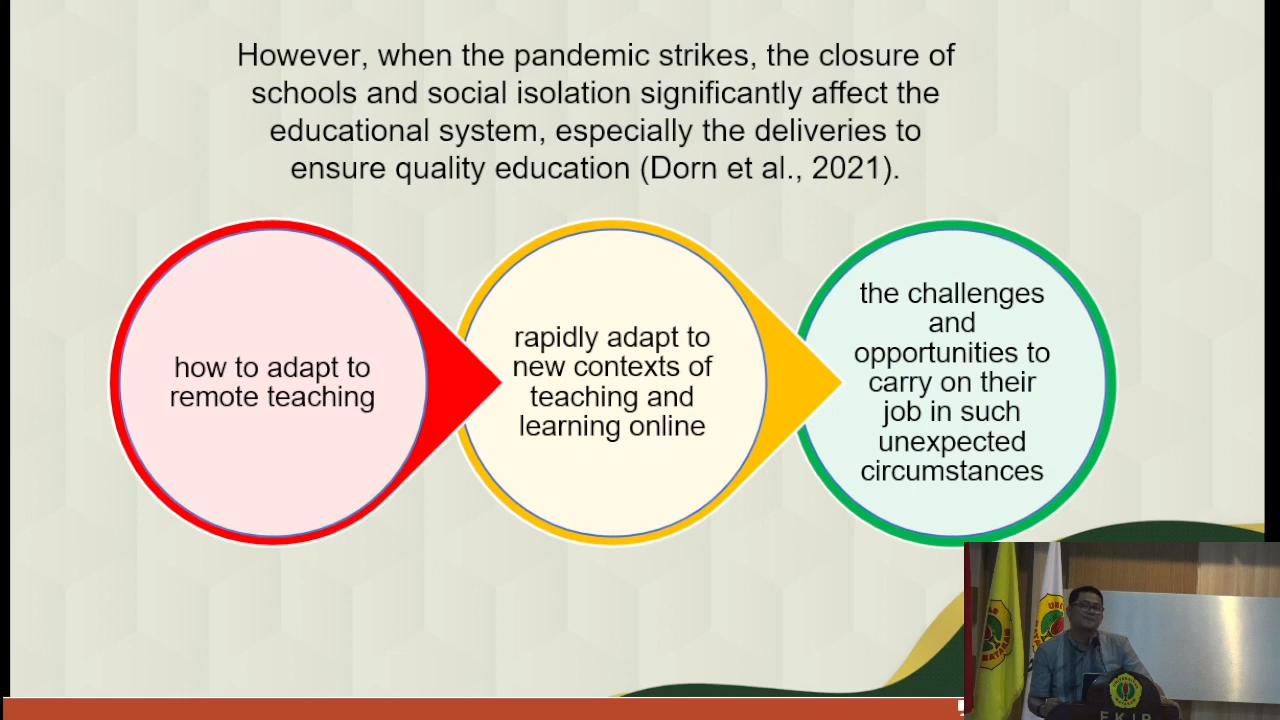 However, when the pandemic strikes, the closure of
schools and social isolation significantly affect the
educational system, especially the deliveries to
ensure quality education (Dorn et al., 2021).
how to adapt to
remote teaching
rapidly adapt to
new contexts of
teaching and
learning online
the challenges
and
opportunities to
carry on their
job in such
unexpected
circumstances
FKIP